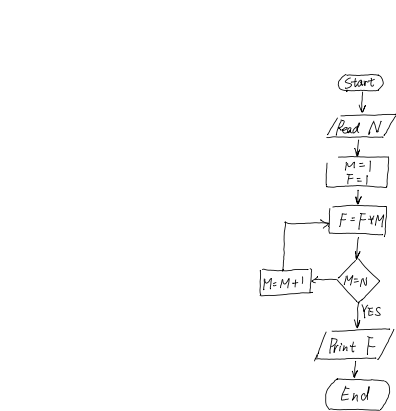 Start
Read N
M=1
F=1
F=F*M
M=M+1
M=N
YES
Print F
End